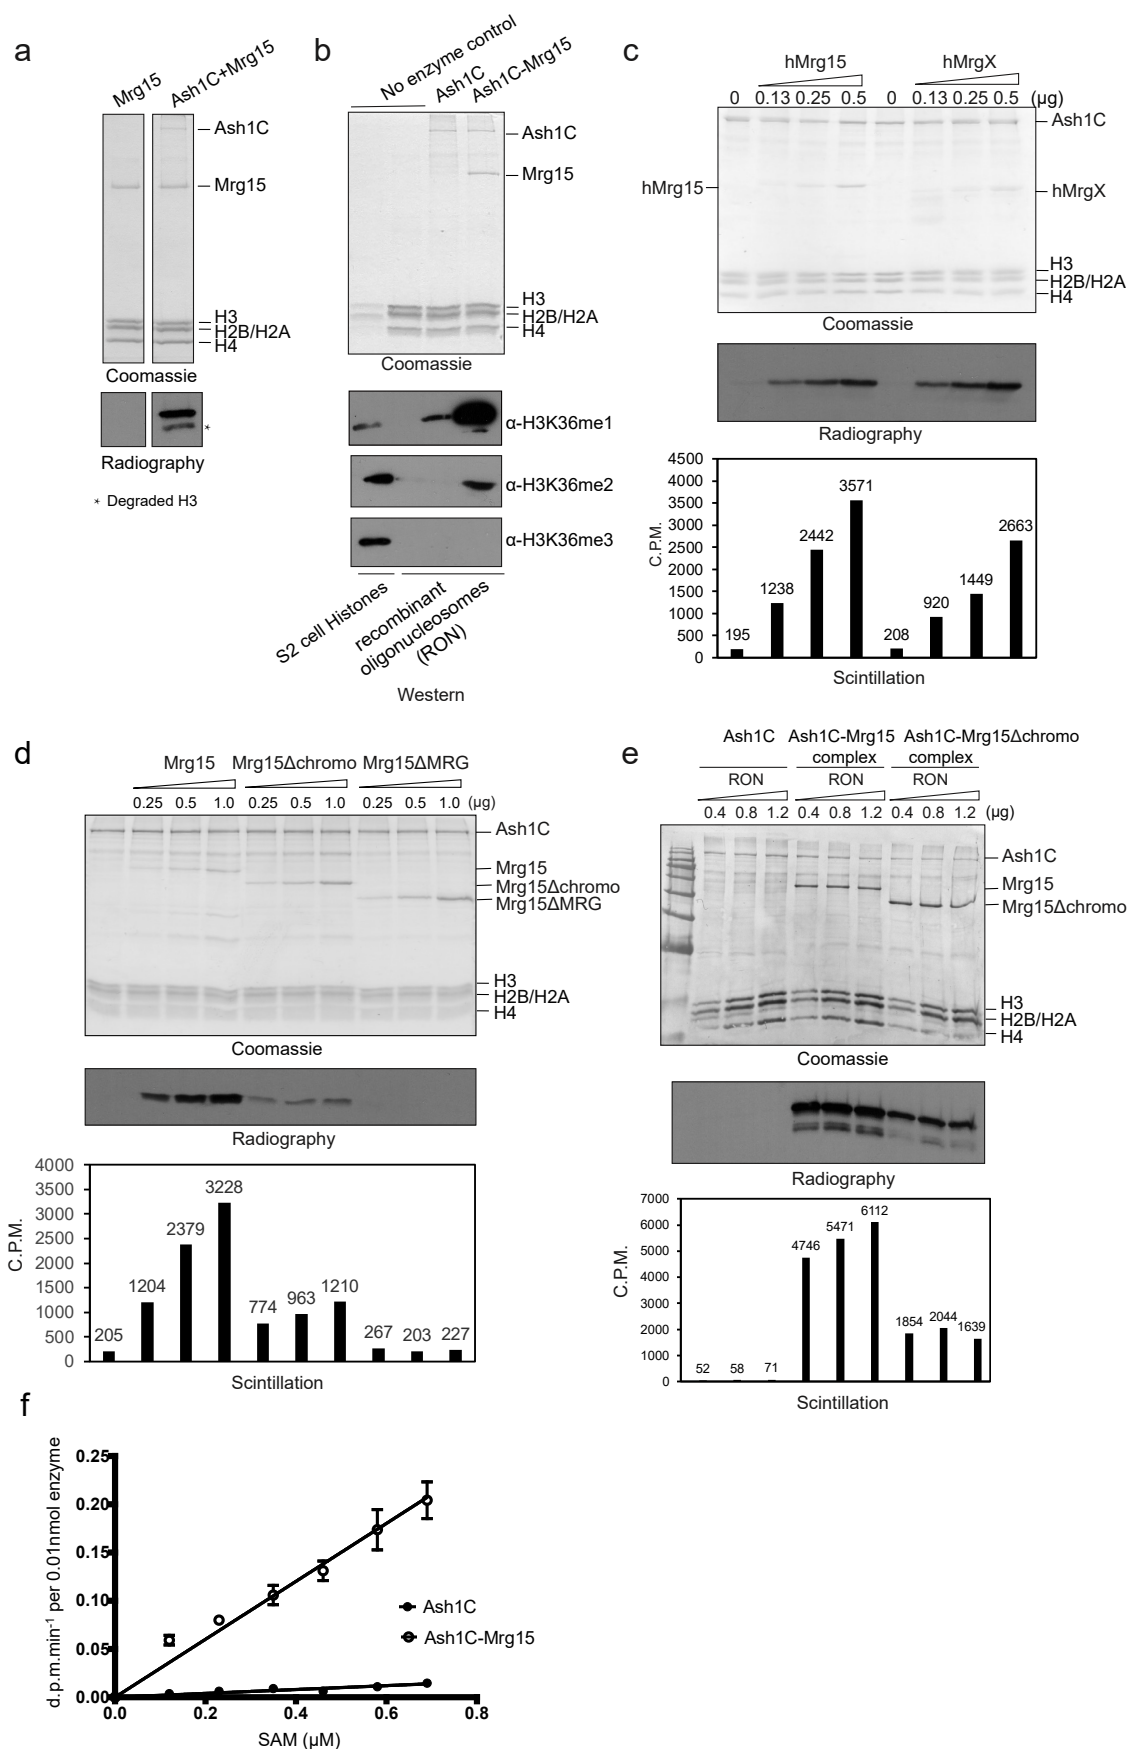 a
Mrg15
Ash1C+Mrg15
Ash1C
Mrg15
H3
H2B/H2A
H4
Coomassie
*
Radiography
* Degraded H3
b
No enzyme control
Ash1C
Ash1C-Mrg15
Ash1C
Mrg15
H3
H2B/H2A
H4
Coomassie
α-H3K36me1
α-H3K36me2
α-H3K36me3
S2 cell Histones
recombinant
oligonucleosomes
(RON)
Western
c
hMrg15 hMrgX
0 0.13 0.25 0.5 0 0.13 0.25 0.5 (µg)
Ash1C
hMrg15
hMrgX
H3
H2B/H2A
H4
Coomassie
Radiography
4500
4000
3500
3000
2500
2000
1500
1000
500
0
C.P.M.
195
1238
2442
3571
208
920
1449
2663
Scintillation
d
Mrg15 Mrg15Δchromo Mrg15ΔMRG
0.25 0.5 1.0 0.25 0.5 1.0 0.25 0.5 1.0 (µg)
Ash1C
Mrg15
Mrg15Δchromo
Mrg15ΔMRG
H3
H2B/H2A
H4
Coomassie
Radiography
4000
3500
3000
2500
2000
1500
1000
500
0
C.P.M.
205
1204
2379
3228
774
963
1210
267
203
227
Scintillation
e
Ash1C
Ash1C-Mrg15
complex
Ash1C-Mrg15Δchromo
complex
RON RON RON
0.4 0.8 1.2 0.4 0.8 1.2 0.4 0.8 1.2 (µg)
Ash1C
Mrg15
Mrg15Δchromo
H3
H2B/H2A
H4
Coomassie
Radiography
7000
6000
5000
4000
3000
2000
1000
0
C.P.M.
52
58
71
4746
5471
6112
1854
2044
1639
Scintillation
f
d.p.m.min⁻¹ per 0.01nmol enzyme
0.25
0.20
0.15
0.10
0.05
0.00
0.0 0.2 0.4 0.6 0.8
SAM (µM)
Ash1C
Ash1C-Mrg15